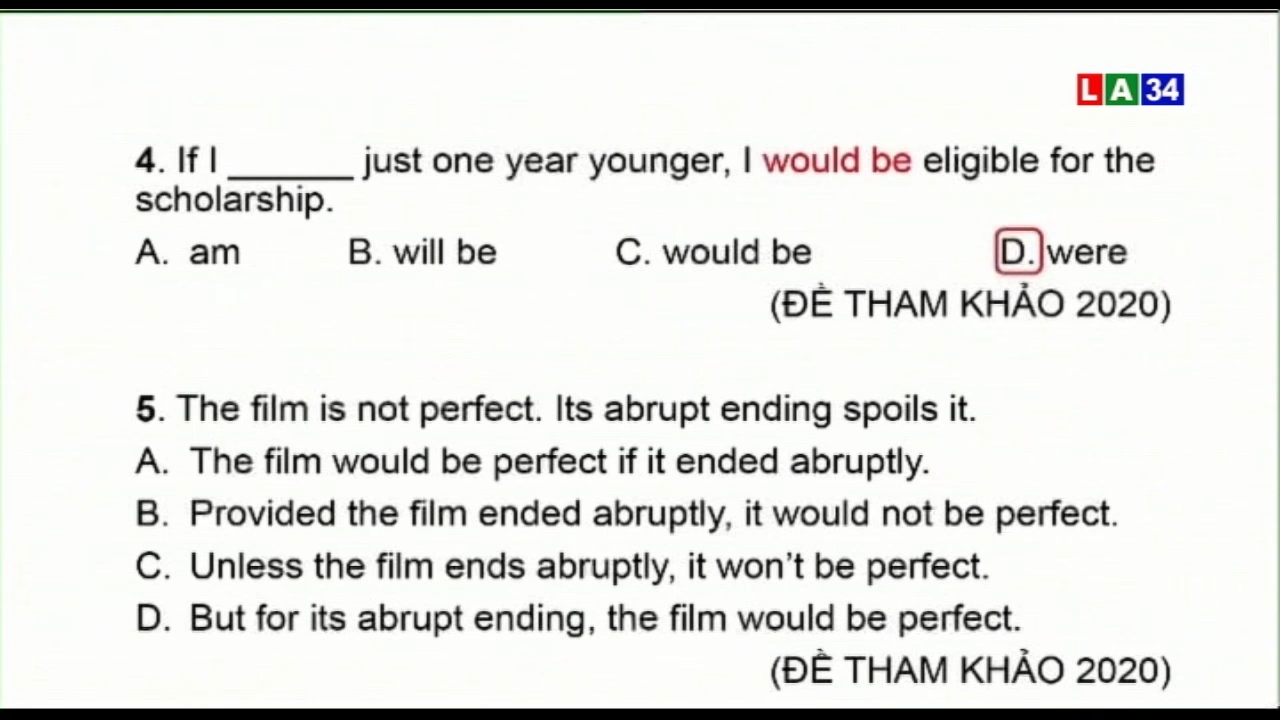 LA34
4. If I ______ just one year younger, I would be eligible for the
scholarship.
A. am B. will be C. would be D. were
(ĐỀ THAM KHẢO 2020)
5. The film is not perfect. Its abrupt ending spoils it.
A. The film would be perfect if it ended abruptly.
B. Provided the film ended abruptly, it would not be perfect.
C. Unless the film ends abruptly, it won’t be perfect.
D. But for its abrupt ending, the film would be perfect.
(ĐỀ THAM KHẢO 2020)